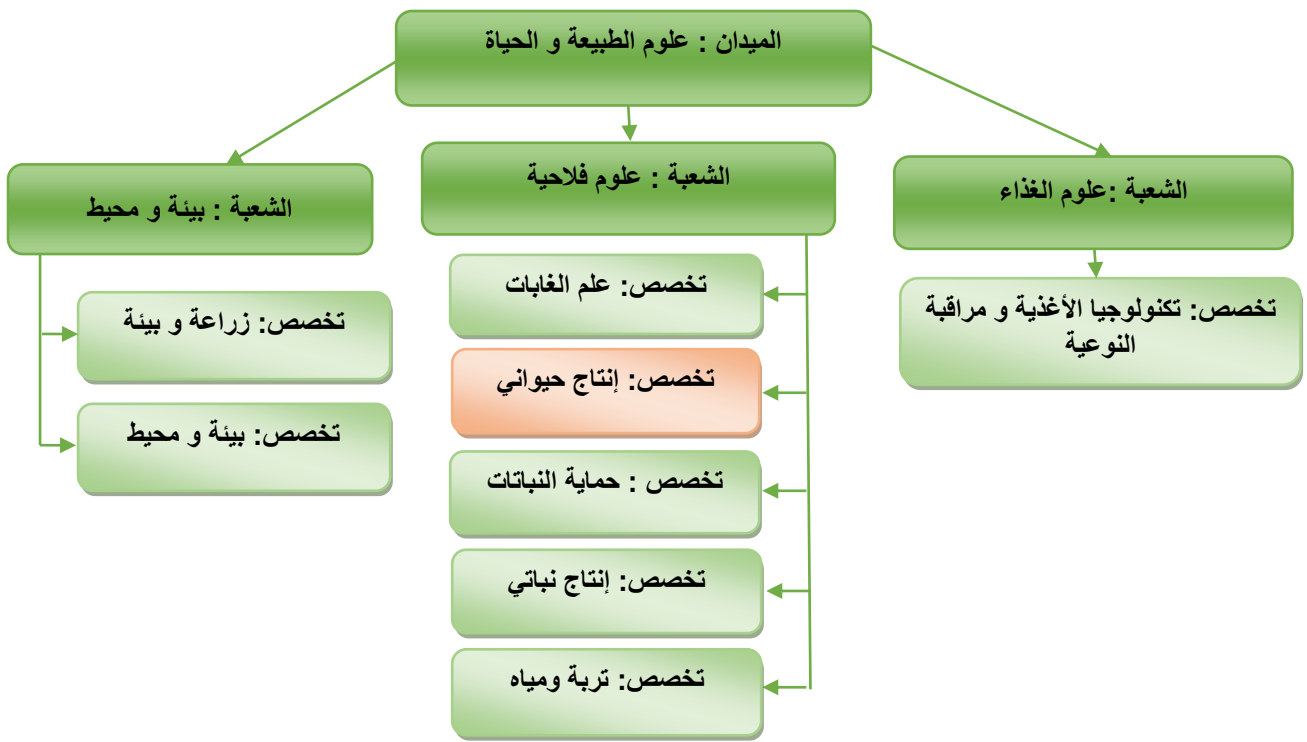 الميدان : علوم الطبيعة و الحياة
الشعبة :علوم الغذاء
تخصص: تكنولوجيا الأغذية و مراقبة
النوعية
الشعبة : علوم فلاحية
تخصص: علم الغابات
تخصص: إنتاج حيواني
تخصص : حماية النباتات
تخصص: إنتاج نباتي
تخصص: تربة ومياه
الشعبة : بيئة و محيط
تخصص: زراعة و بيئة
تخصص: بيئة و محيط